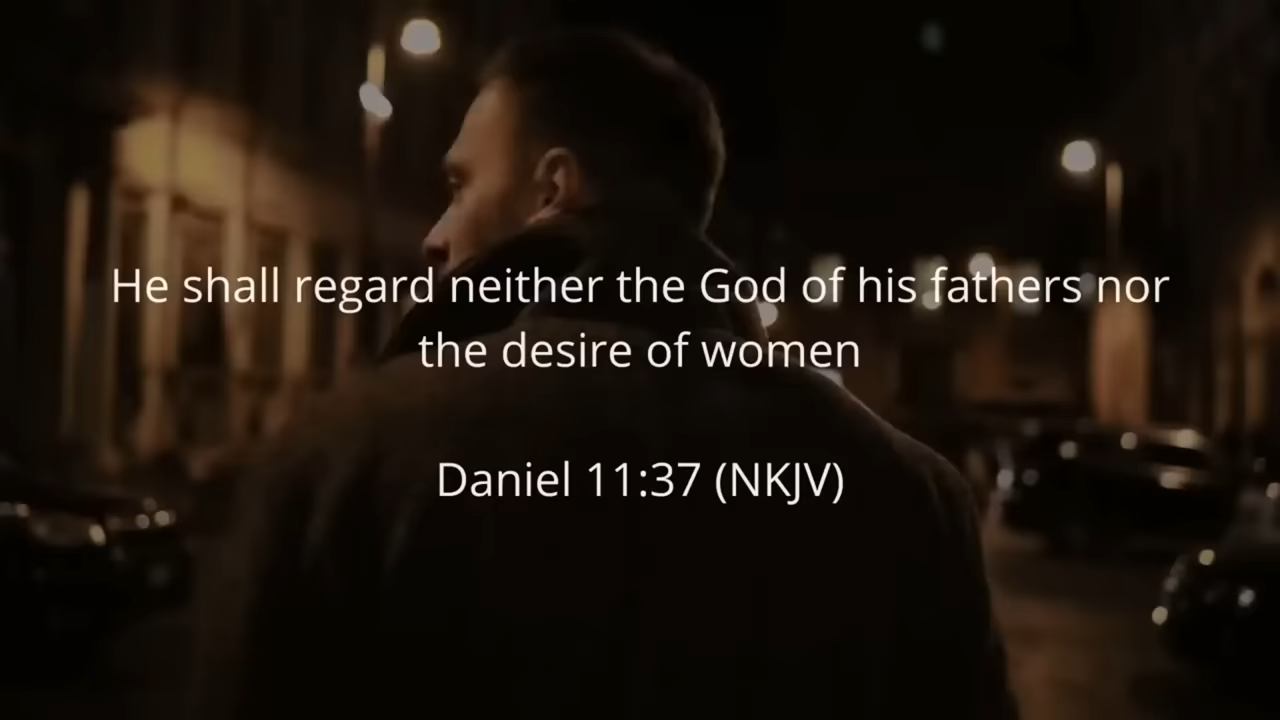 He shall regard neither the God of his fathers nor
the desire of women
Daniel 11:37 (NKJV)